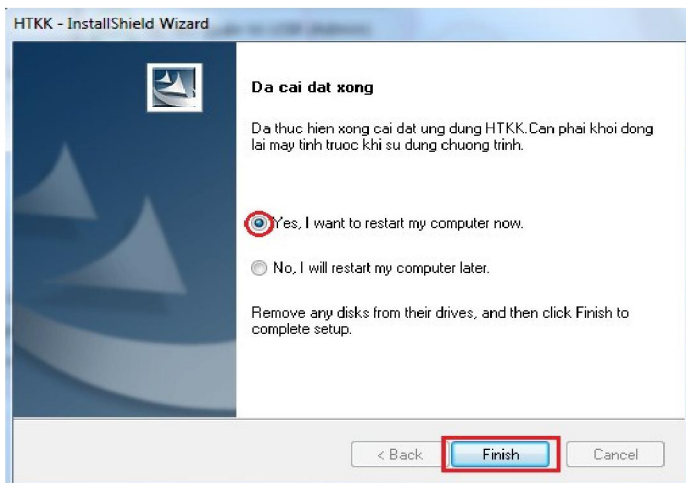 HTKK - InstallShield Wizard
Da cai dat xong
Da thuc hien xong cai dat ung dung HTKK.Can phai khoi dong
lai may tinh truoc khi su dung chuong trinh.
Yes, I want to restart my computer now.
No, I will restart my computer later.
Remove any disks from their drives, and then click Finish to
complete setup.
< Back
Finish
Cancel